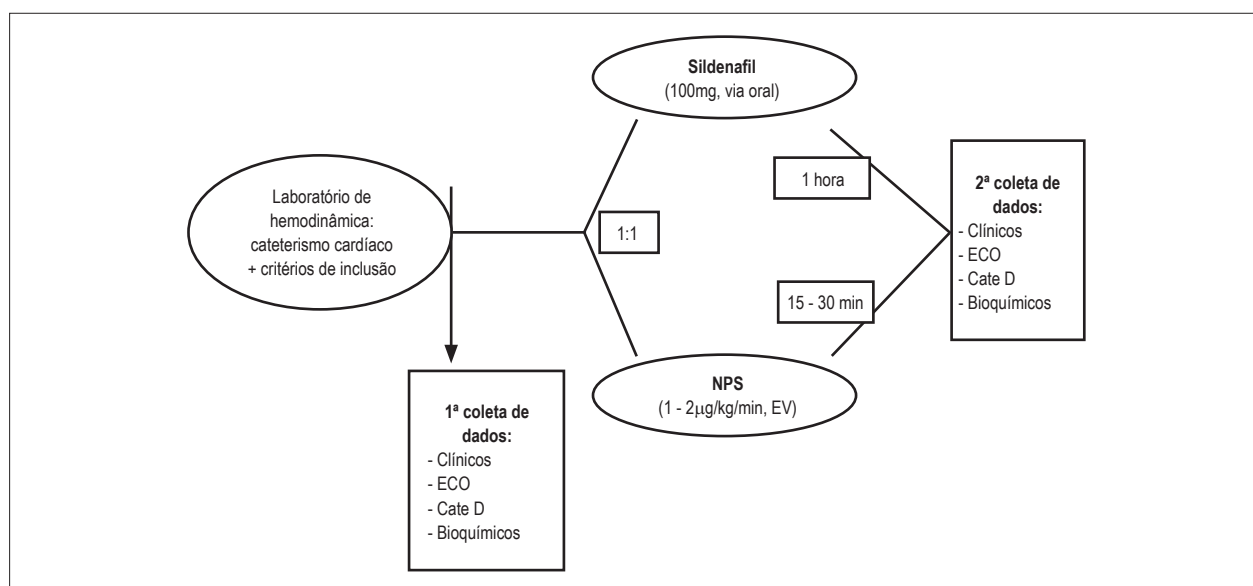 Laboratório de
hemodinâmica:
cateterismo cardíaco
+ critérios de inclusão
1ª coleta de
dados:
- Clínicos
- ECO
- Cate D
- Bioquímicos
1:1
Sildenafil
(100mg, via oral)
1 hora
NPS
(1 - 2µg/kg/min, EV)
15 - 30 min
2ª coleta de
dados:
- Clínicos
- ECO
- Cate D
- Bioquímicos